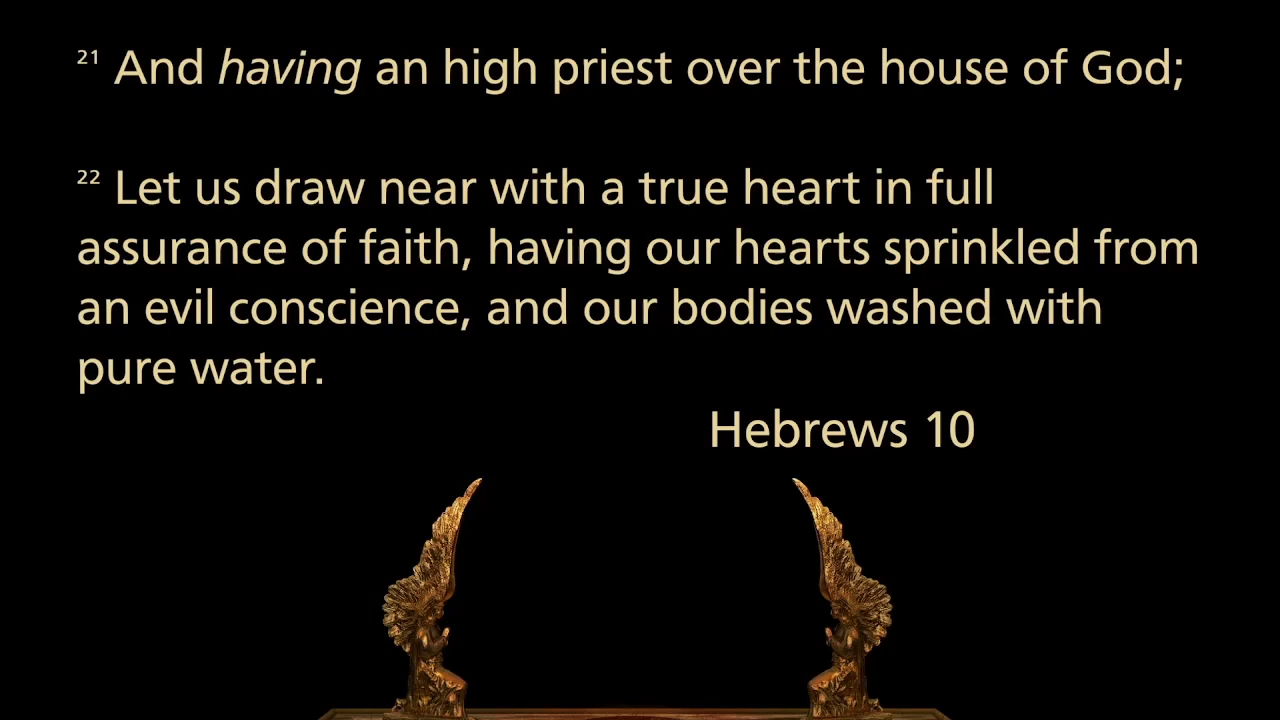 21 And having an high priest over the house of God;
22 Let us draw near with a true heart in full
assurance of faith, having our hearts sprinkled from
an evil conscience, and our bodies washed with
pure water.
Hebrews 10